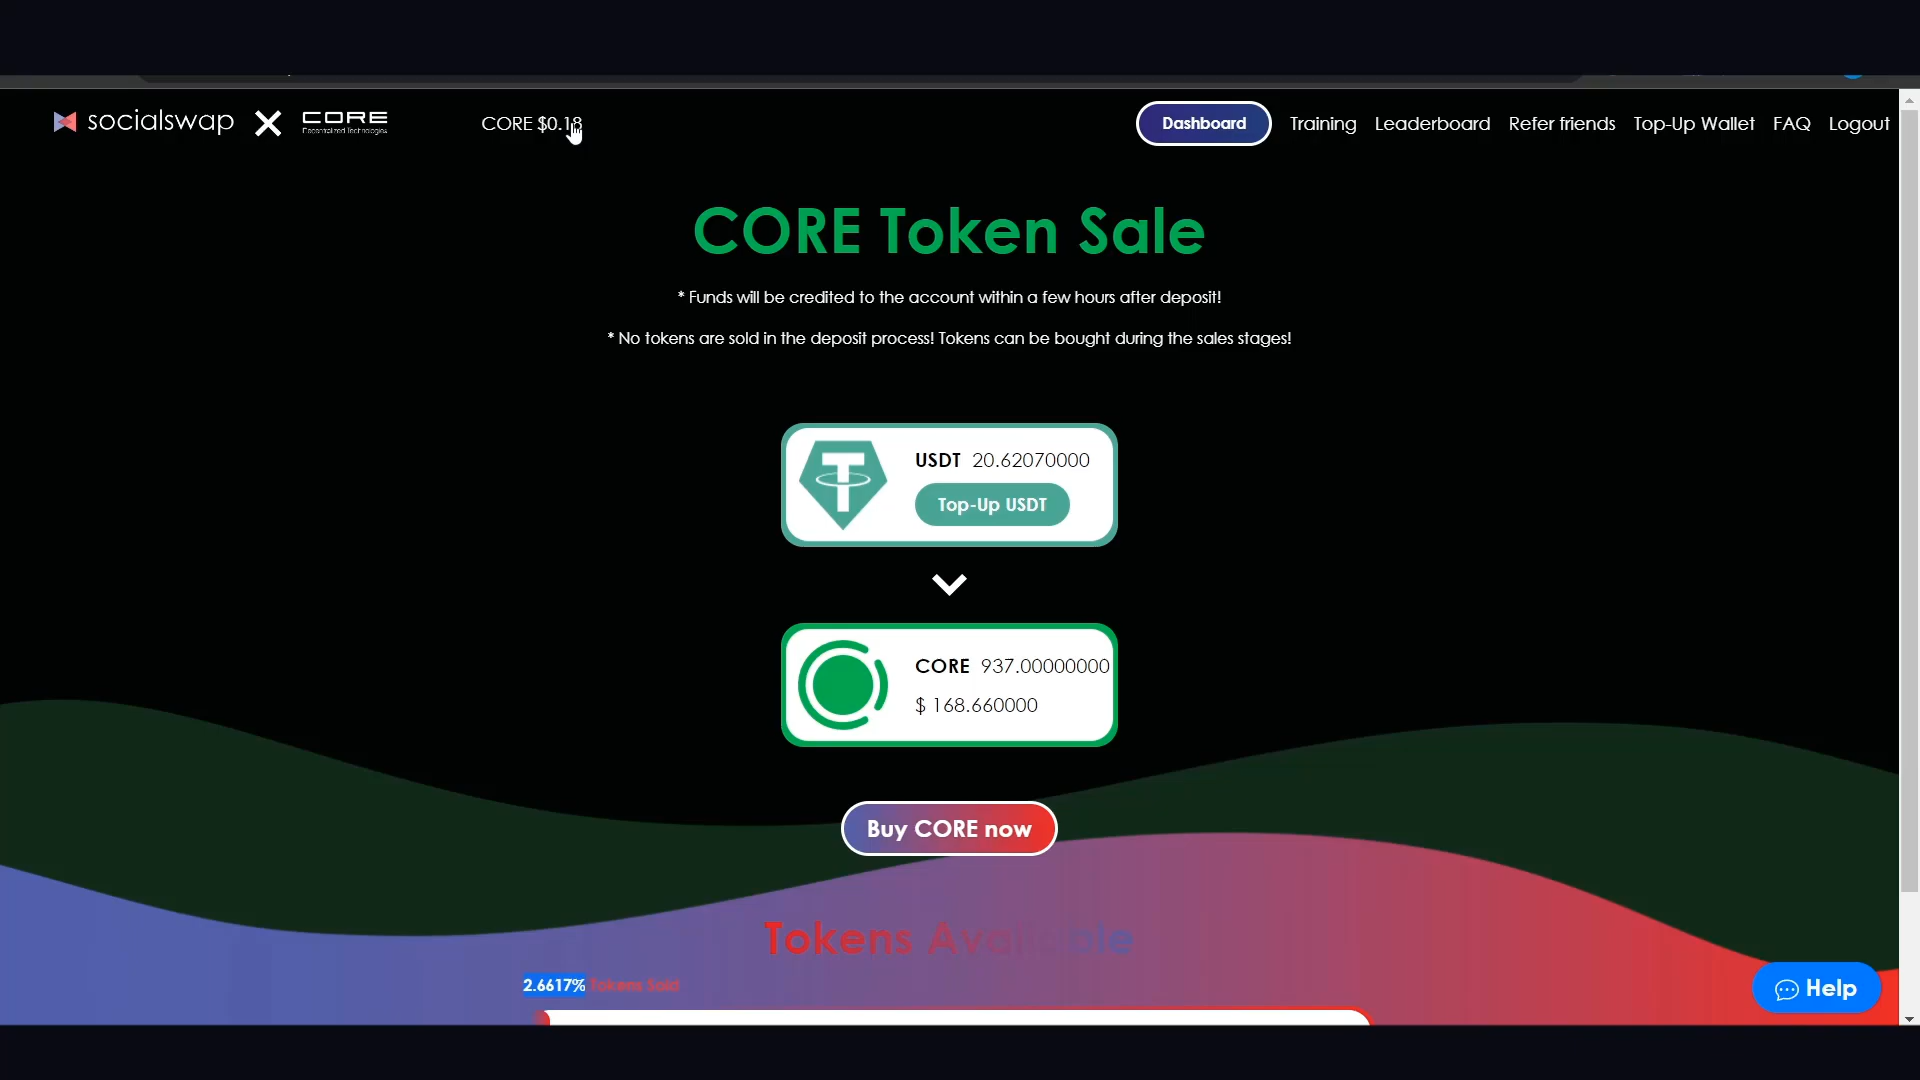 socialswap
CORE
Decentralized Technologies
CORE $0.18
Dashboard
Training
Leaderboard
Refer friends
Top-Up Wallet
FAQ
Logout
CORE Token Sale
* Funds will be credited to the account within a few hours after deposit!
* No tokens are sold in the deposit process! Tokens can be bought during the sales stages!
USDT 20.62070000
Top-Up USDT
CORE 937.00000000
$ 168.660000
Buy CORE now
Tokens Available
2.6617% Tokens Sold
Help